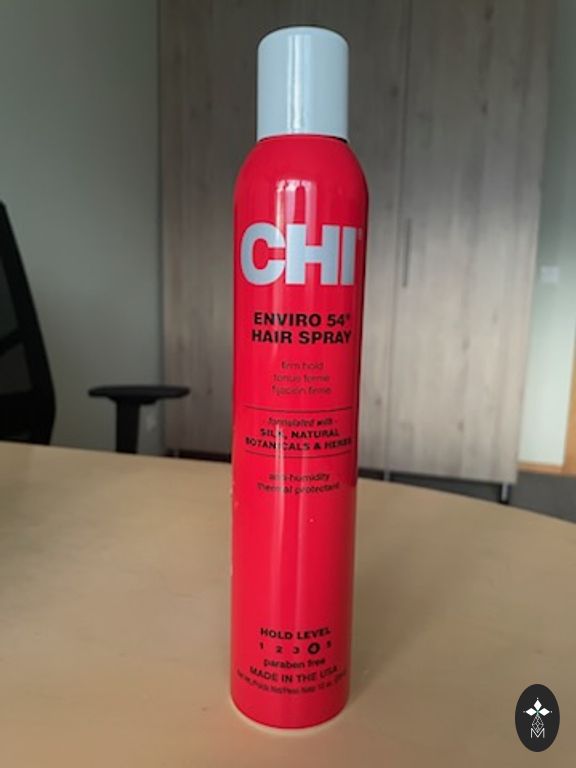 CHI
ENVIRO 54®
HAIR SPRAY
firm hold
tenue ferme
fijación firme
- formulated with -
SILK, NATURAL
BOTANICALS & HERBS
anti-humidity
thermal protectant
HOLD LEVEL
1 2 3 4 5
paraben free
MADE IN THE USA
M